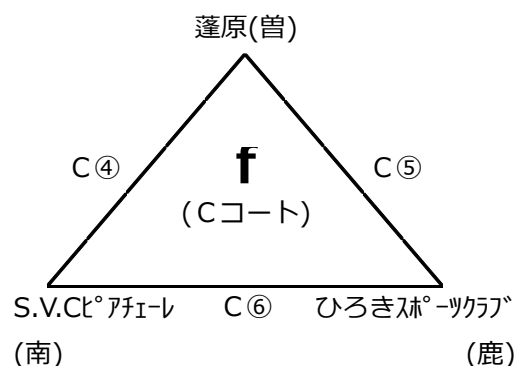 蓬原(曽)
C④
f
C⑤
(Cコート)
S.V.Cﾋﾟｱﾁｪｰﾚ
C⑥
ひろきｽﾎﾟｰﾂｸﾗﾌﾞ
(南)
(鹿)